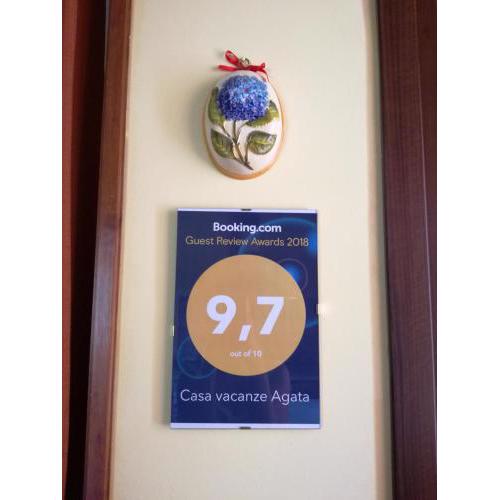 Booking.com
Guest Review Awards 2018
9,7
out of 10
Casa vacanze Agata